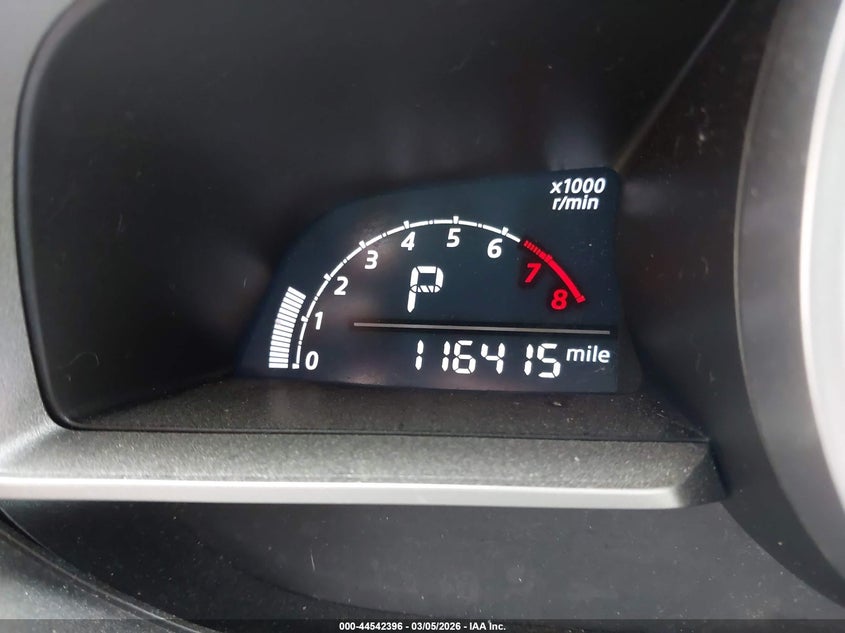 x1000
r/min
0 1 2 3 4 5 6 7 8
P
116415 mile
000-44542396 - 03/05/2026 - IAA Inc.